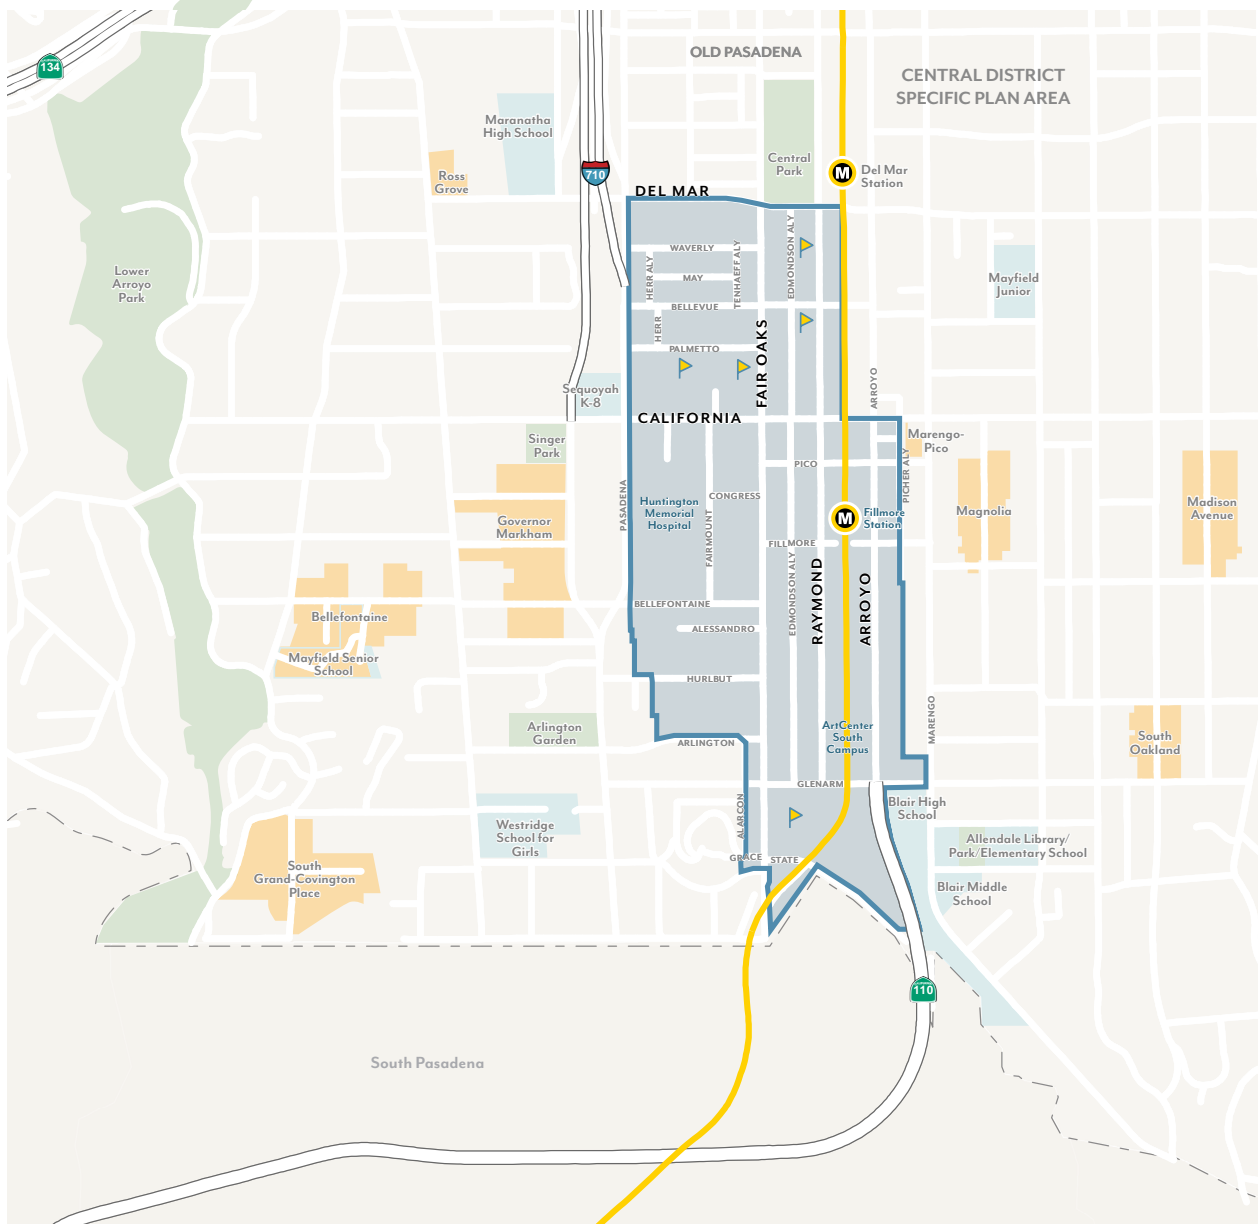 OLD PASADENA
CENTRAL DISTRICT
SPECIFIC PLAN AREA
134
Maranatha
High School
Central
Park
M
Del Mar
Station
710
Ross
Grove
DEL MAR
WAVERLY
EDMONDSON ALY
TENHAEFF ALY
HERR ALY
MAY
BELLEVUE
HERR
PALMETTO
FAIR OAKS
Lower
Arroyo
Park
Mayfield
Junior
Sequoyah
K-8
ARROYO
CALIFORNIA
Singer
Park
Marengo-
Pico
PICO
PICHER ALY
PASADENA
CONGRESS
Huntington
Memorial
Hospital
FAIRMOUNT
M
Fillmore
Station
Magnolia
Madison
Avenue
Governor
Markham
FILLMORE
EDMONDSON ALY
RAYMOND
ARROYO
BELLEFONTAINE
Bellefontaine
ALESSANDRO
Mayfield Senior
School
HURLBUT
MARENGO
Arlington
Garden
ArtCenter
South
Campus
ARLINGTON
South
Oakland
GLENARM
ALARCON
Blair High
School
Westridge
School for
Girls
Allendale Library/
Park/Elementary School
GRACE
STATE
South
Grand-Covington
Place
Blair Middle
School
110
South Pasadena